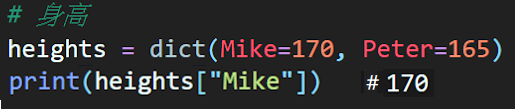 # 身高
heights = dict(Mike=170, Peter=165)
print(heights["Mike"]) #170